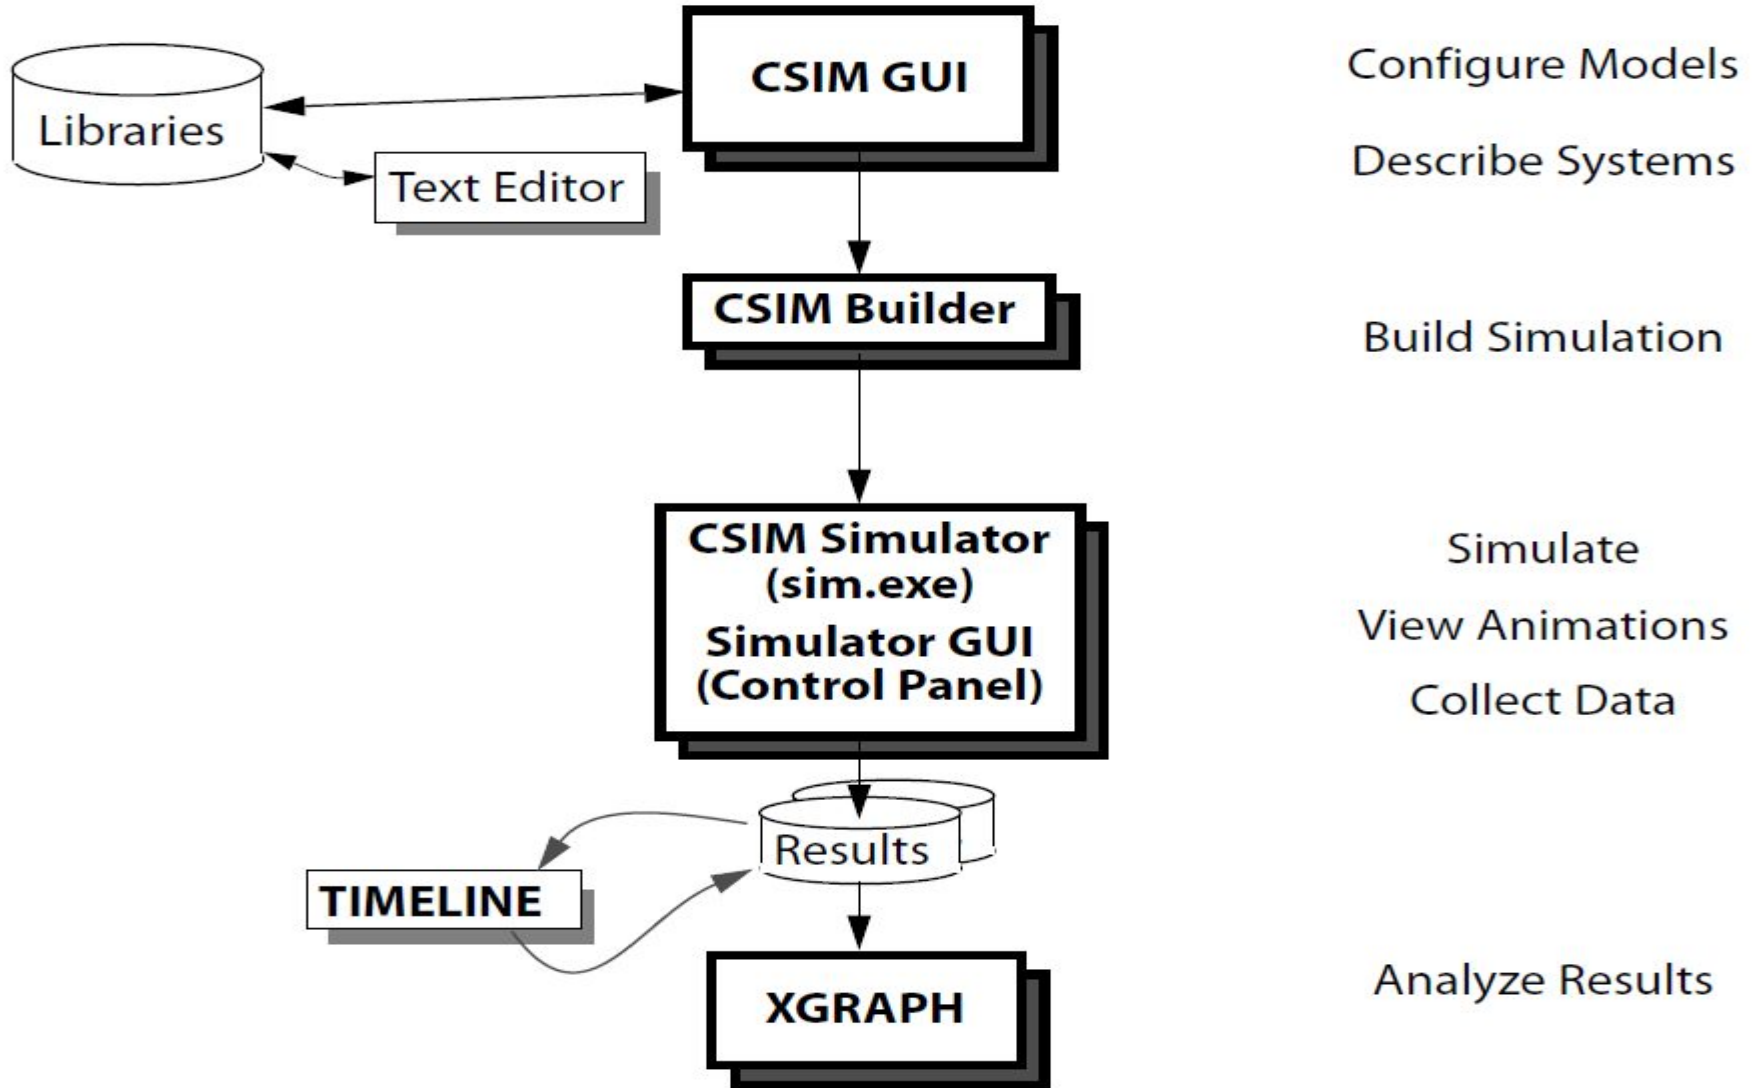 CSIM GUI
Configure Models
Libraries
Describe Systems
Text Editor
CSIM Builder
Build Simulation
CSIM Simulator
(sim.exe)
Simulator GUI
(Control Panel)
Simulate
View Animations
Collect Data
Results
TIMELINE
XGRAPH
Analyze Results